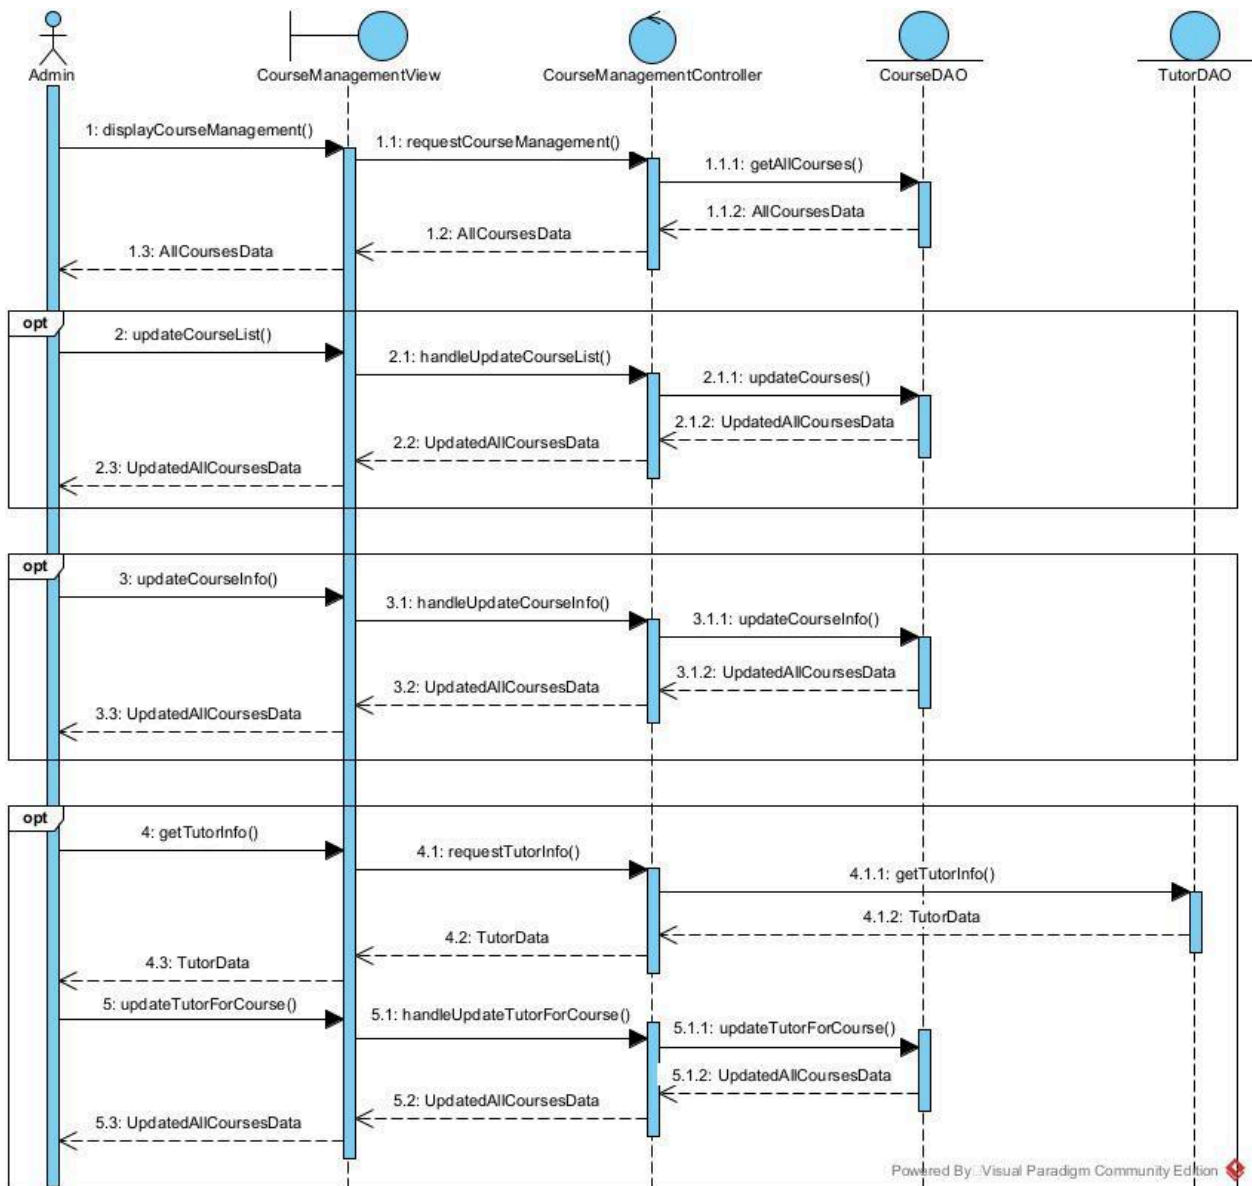 Admin
CourseManagementView
CourseManagementController
CourseDAO
TutorDAO
1: displayCourseManagement()
1.1: requestCourseManagement()
1.1.1: getAllCourses()
1.1.2: AllCoursesData
1.2: AllCoursesData
1.3: AllCoursesData
opt
2: updateCourseList()
2.1: handleUpdateCourseList()
2.1.1: updateCourses()
2.1.2: UpdatedAllCoursesData
2.2: UpdatedAllCoursesData
2.3: UpdatedAllCoursesData
opt
3: updateCourseInfo()
3.1: handleUpdateCourseInfo()
3.1.1: updateCourseInfo()
3.1.2: UpdatedAllCoursesData
3.2: UpdatedAllCoursesData
3.3: UpdatedAllCoursesData
opt
4: getTutorInfo()
4.1: requestTutorInfo()
4.1.1: getTutorInfo()
4.1.2: TutorData
4.2: TutorData
4.3: TutorData
5: updateTutorForCourse()
5.1: handleUpdateTutorForCourse()
5.1.1: updateTutorForCourse()
5.1.2: UpdatedAllCoursesData
5.2: UpdatedAllCoursesData
5.3: UpdatedAllCoursesData
Powered By Visual Paradigm Community Edition